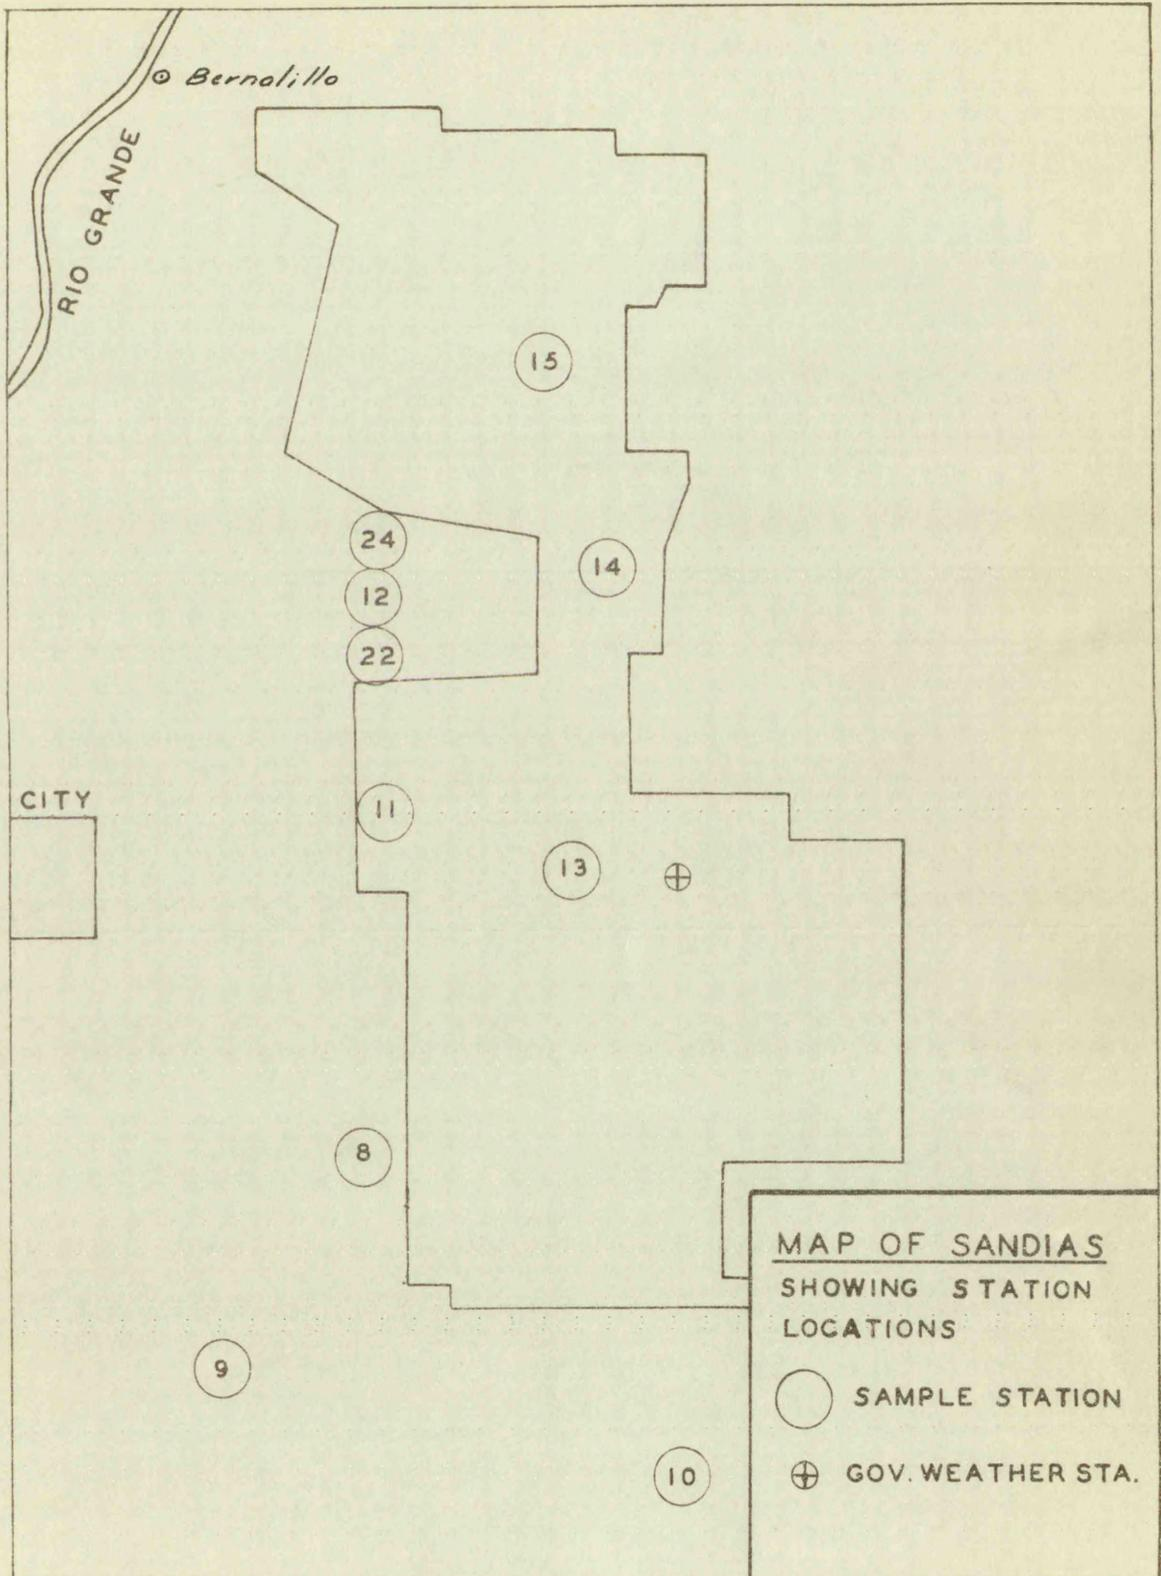 Bernalillo
RIO GRANDE
15
24
14
12
22
CITY
11
13
8
9
10
MAP OF SANDIAS
SHOWING STATION
LOCATIONS
SAMPLE STATION
GOV. WEATHER STA.